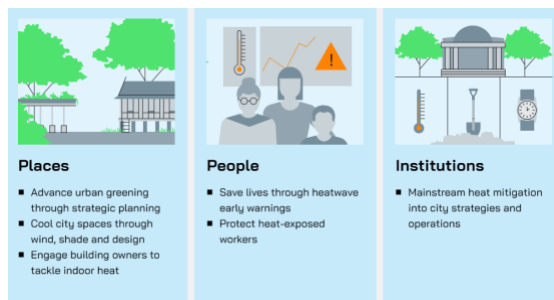 Places
■ Advance urban greening
through strategic planning
■ Cool city spaces through
wind, shade and design
■ Engage building owners to
tackle indoor heat
People
■ Save lives through heatwave
early warnings
■ Protect heat-exposed
workers
Institutions
■ Mainstream heat mitigation
into city strategies and
operations